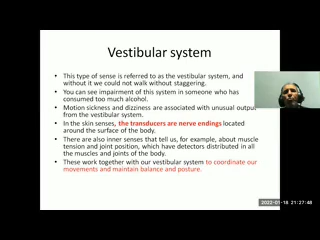 Vestibular system
• This type of sense is referred to as the vestibular system, and
without it we could not walk without staggering.
• You can see impairment of this system in someone who has
consumed too much alcohol.
• Motion sickness and dizziness are associated with unusual output
from the vestibular system.
• In the skin senses, the transducers are nerve endings located
around the surface of the body.
• There are also inner senses that tell us, for example, about muscle
tension and joint position, which have detectors distributed in all
the muscles and joints of the body.
• These work together with our vestibular system to coordinate our
movements and maintain balance and posture.
2022-01-18 21:27:48